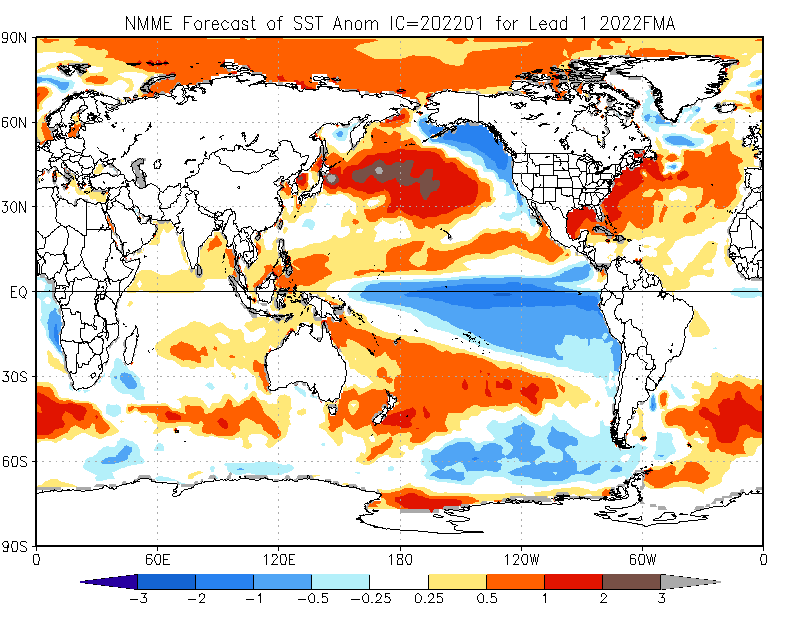 NMME Forecast of SST Anom IC=202201 for Lead 1 2022FMA
90N
60N
30N
EQ
30S
60S
90S
0 60E 120E 180 120W 60W 0
-3 -2 -1 -0.5 -0.25 0.25 0.5 1 2 3